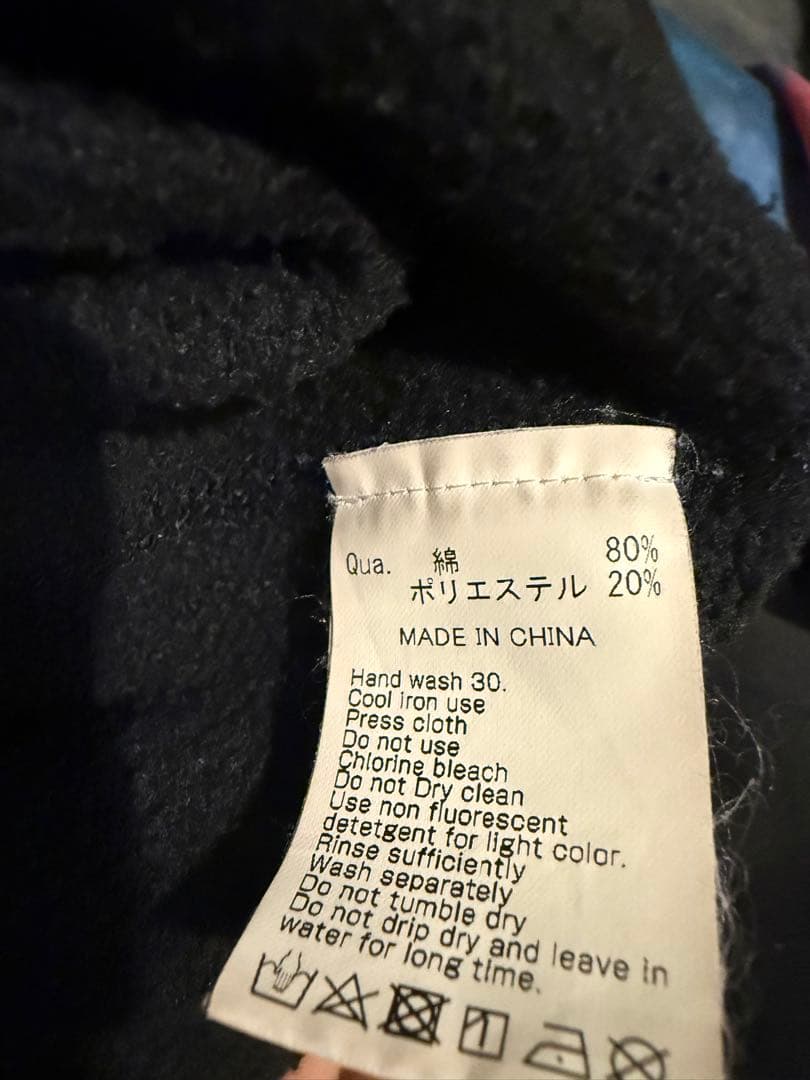 Qua. 綿 80%
ポリエステル 20%
MADE IN CHINA
Hand wash 30.
Cool iron use
Press cloth
Do not use
Chlorine bleach
Do not Dry clean
Use non fluorescent
detetgent for light color.
Rinse sufficiently
Wash separately
Do not tumble dry
Do not drip dry and leave in
water for long time.